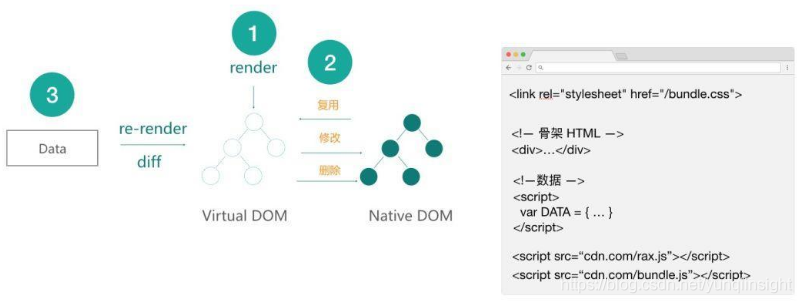 1
render
2
3
复用
re-render
修改
Data
diff
删除
Virtual DOM
Native DOM
<link rel="stylesheet" href="/bundle.css">
<!— 骨架 HTML —>
<div>…</div>
<!—数据 —>
<script>
var DATA = { … }
</script>
<script src=“cdn.com/rax.js”></script>
<script src=“cdn.com/bundle.js”></script>
https://blog.csdn.net/yunqiinsight